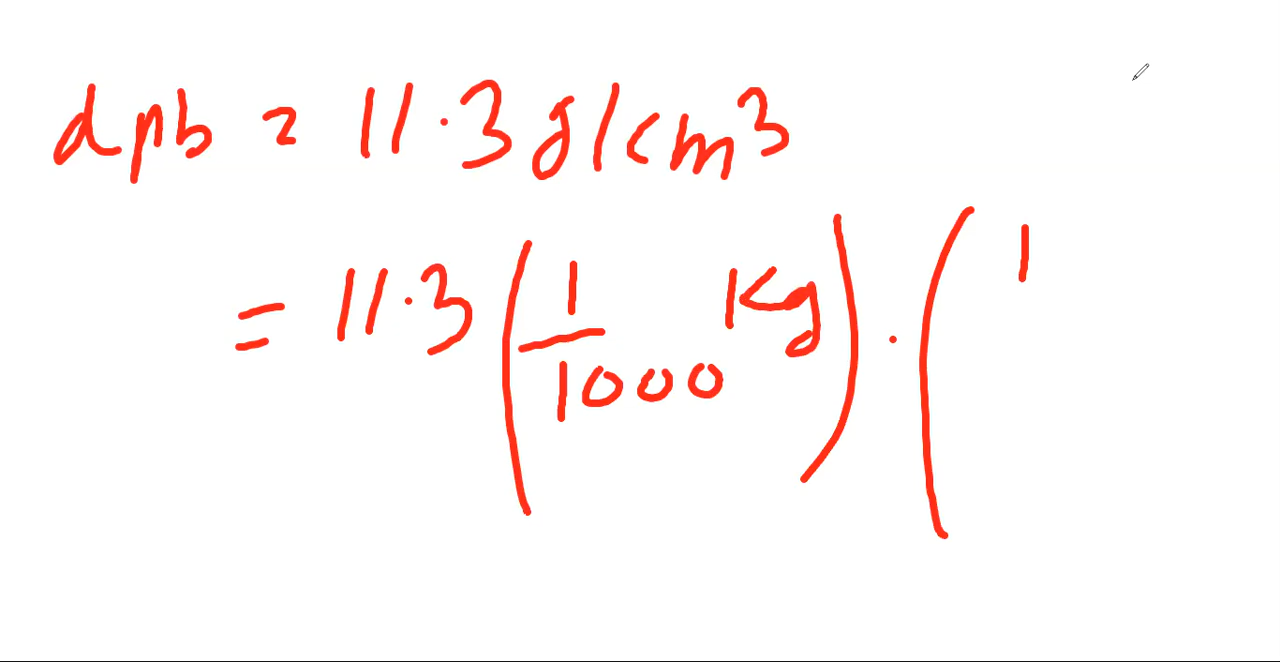 dpb = 11.3 g/cm³
= 11.3 (1/1000 Kg) · ( 1